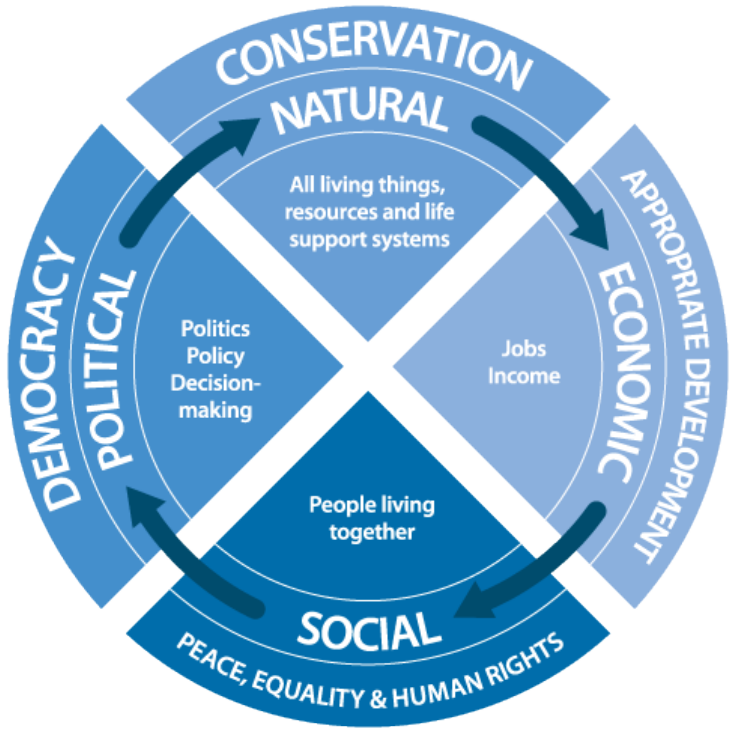 CONSERVATION
NATURAL
All living things,
resources and life
support systems
APPROPRIATE DEVELOPMENT
ECONOMIC
Jobs
Income
People living
together
SOCIAL
PEACE, EQUALITY & HUMAN RIGHTS
DEMOCRACY
POLITICAL
Politics
Policy
Decision-
making